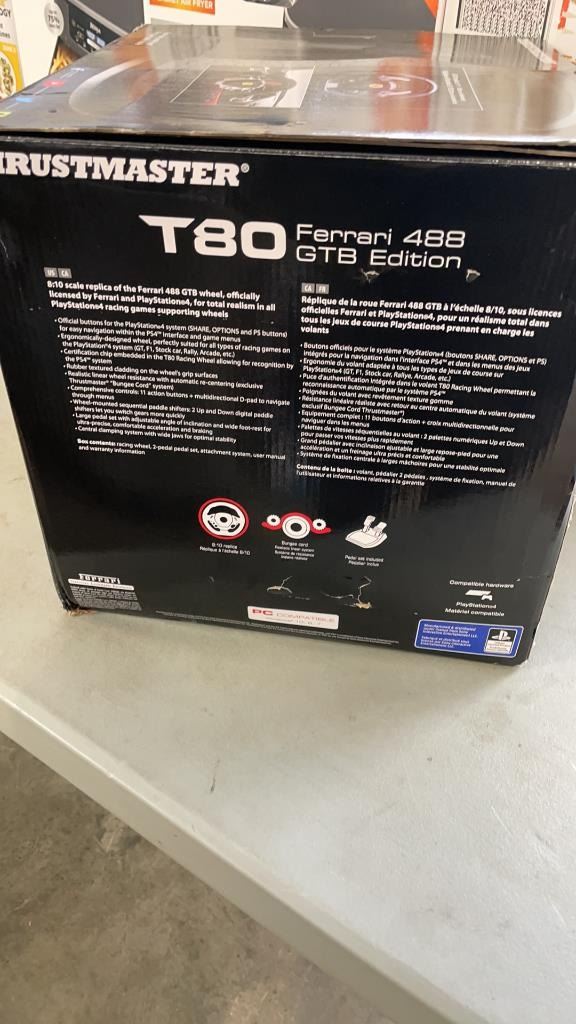 AIR FRYER
75%
HRUSTMASTER®
T80 Ferrari 488
GTB Edition
US CA
8:10 scale replica of the Ferrari 488 GTB wheel, officially
licensed by Ferrari and PlayStation4, for total realism in all
PlayStation4 racing games supporting wheels
• Official buttons for the PlayStation4 system (SHARE, OPTIONS and PS buttons)
for easy navigation within the PS4™ interface and game menus
• Ergonomically-designed wheel, perfectly suited for all types of racing games on
the PlayStation4 system (GT, F1, Stock car, Rally, Arcade, etc.)
• Certification chip embedded in the T80 Racing Wheel allowing for recognition by
the PS4™ system
• Rubber textured cladding on the wheel's grip surfaces
• Realistic linear wheel resistance with automatic re-centering (exclusive
Thrustmaster® "Bungee Cord" system)
• Comprehensive controls: 11 action buttons + multidirectional D-pad to navigate
through menus
• Wheel-mounted sequential paddle shifters: 2 Up and Down digital paddle
shifters let you switch gears more quickly
• Large pedal set with adjustable angle of inclination and wide foot-rest for
ultra-precise, comfortable acceleration and braking
• Central clamping system with wide jaws for optimal stability
Box contents: racing wheel, 2-pedal pedal set, attachment system, user manual
and warranty information
CA FR
Réplique de la roue Ferrari 488 GTB à l'échelle 8/10, sous licences
officielles Ferrari et PlayStation4, pour un réalisme total dans
tous les jeux de course PlayStation4 prenant en charge les
volants
• Boutons officiels pour le système PlayStation4 (boutons SHARE, OPTIONS et PS)
intégrés pour la navigation dans l'interface PS4™ et dans les menus des jeux
• Ergonomie du volant adaptée à tous les types de jeux de course sur
PlayStation4 (GT, F1, Stock car, Rallye, Arcade, etc.)
• Puce d'authentification intégrée dans le volant T80 Racing Wheel permettant la
reconnaissance automatique par le système PS4™
• Poignées du volant avec revêtement texture gomme
• Résistance linéaire réaliste avec retour au centre automatique du volant (système
exclusif Bungee Cord Thrustmaster®)
• Equipement complet : 11 boutons d'action + croix multidirectionnelle pour
naviguer dans les menus
• Palettes de vitesses séquentielles au volant : 2 palettes numériques Up et Down
pour passer vos vitesses plus rapidement
• Grand pédalier avec inclinaison ajustable et large repose-pied pour une
accélération et un freinage ultra précis et confortable
• Système de fixation centrale à larges mâchoires pour une stabilité optimale
Contenu de la boîte : volant, pédalier 2 pédales, système de fixation, manuel de
l'utilisateur et informations relatives à la garantie
8:10 replica
Réplique à l'échelle 8/10
Bungee cord
Realistic linear system
Système de résistance
linéaire réaliste
Pedal set included
Pédalier inclus
Ferrari
PC COMPATIBLE
Compatible hardware
PlayStation4
Matériel compatible